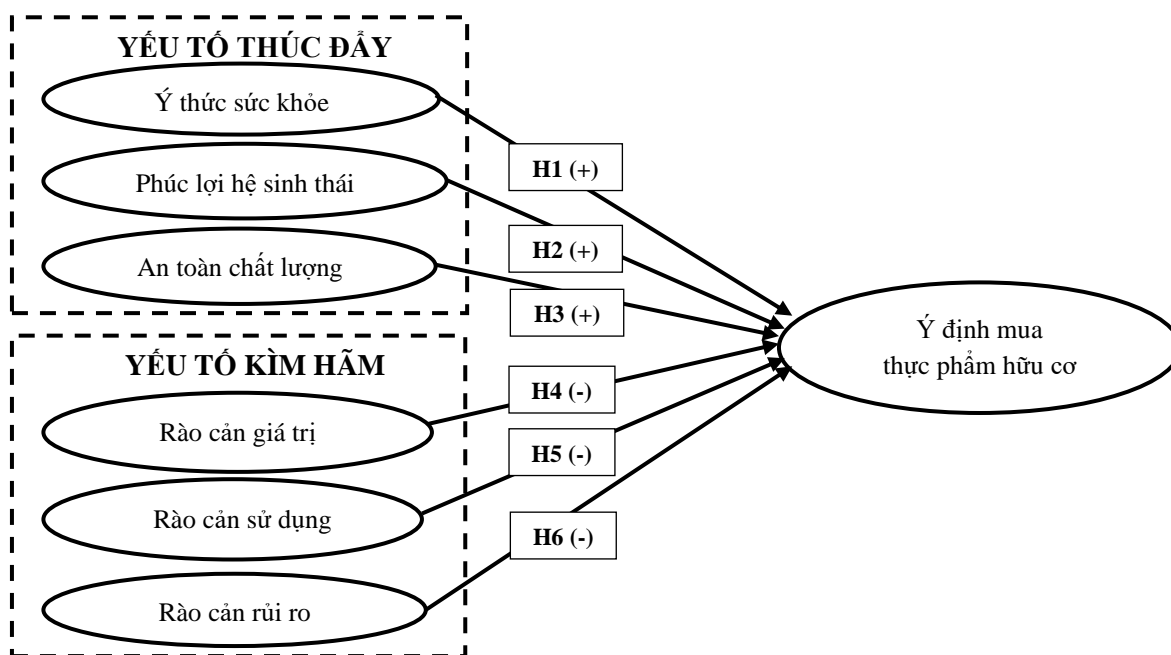 YẾU TỐ THÚC ĐẨY
Ý thức sức khỏe
Phúc lợi hệ sinh thái
An toàn chất lượng
H1 (+)
H2 (+)
H3 (+)
YẾU TỐ KÌM HÃM
Rào cản giá trị
Rào cản sử dụng
Rào cản rủi ro
H4 (-)
H5 (-)
H6 (-)
Ý định mua
thực phẩm hữu cơ